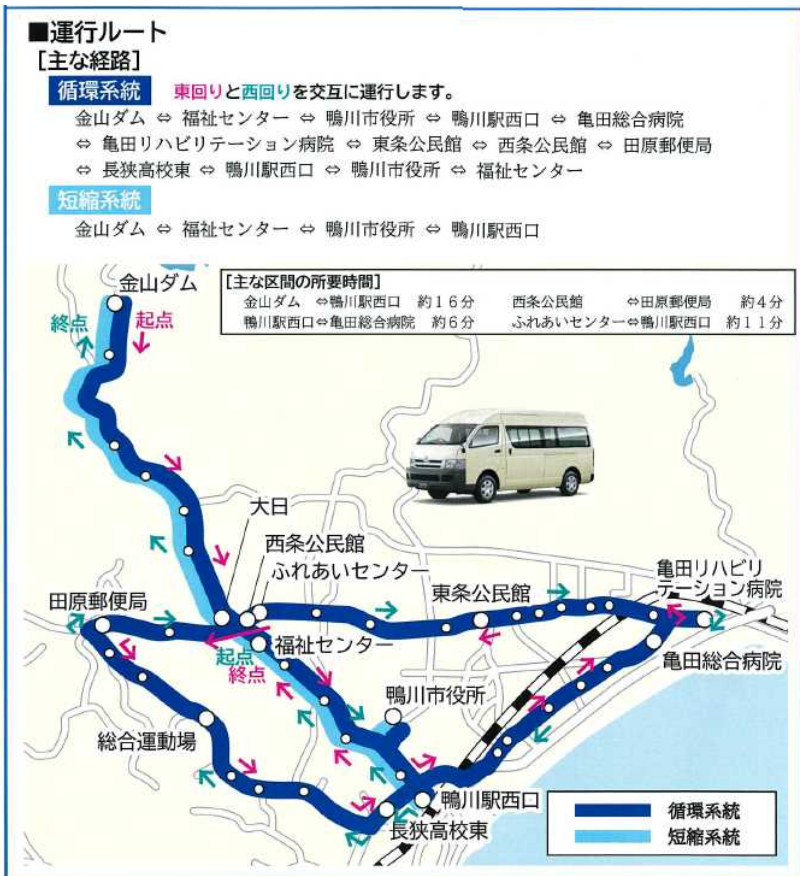 ■運行ルート
［主な経路］
循環系統 東回りと西回りを交互に運行します。
金山ダム ⇔ 福祉センター ⇔ 鴨川市役所 ⇔ 鴨川駅西口 ⇔ 亀田総合病院
⇔ 亀田リハビリテーション病院 ⇔ 東条公民館 ⇔ 西条公民館 ⇔ 田原郵便局
⇔ 長狭高校東 ⇔ 鴨川駅西口 ⇔ 鴨川市役所 ⇔ 福祉センター
短縮系統
金山ダム ⇔ 福祉センター ⇔ 鴨川市役所 ⇔ 鴨川駅西口
［主な区間の所要時間］
金山ダム ⇔鴨川駅西口 約１６分 西条公民館 ⇔田原郵便局 約４分
鴨川駅西口⇔亀田総合病院 約６分 ふれあいセンター⇔鴨川駅西口 約１１分
金山ダム
終点
起点
大日
西条公民館
ふれあいセンター
田原郵便局
東条公民館
亀田リハビリ
テーション病院
福祉センター
起点
終点
亀田総合病院
鴨川市役所
総合運動場
鴨川駅西口
長狭高校東
循環系統
短縮系統